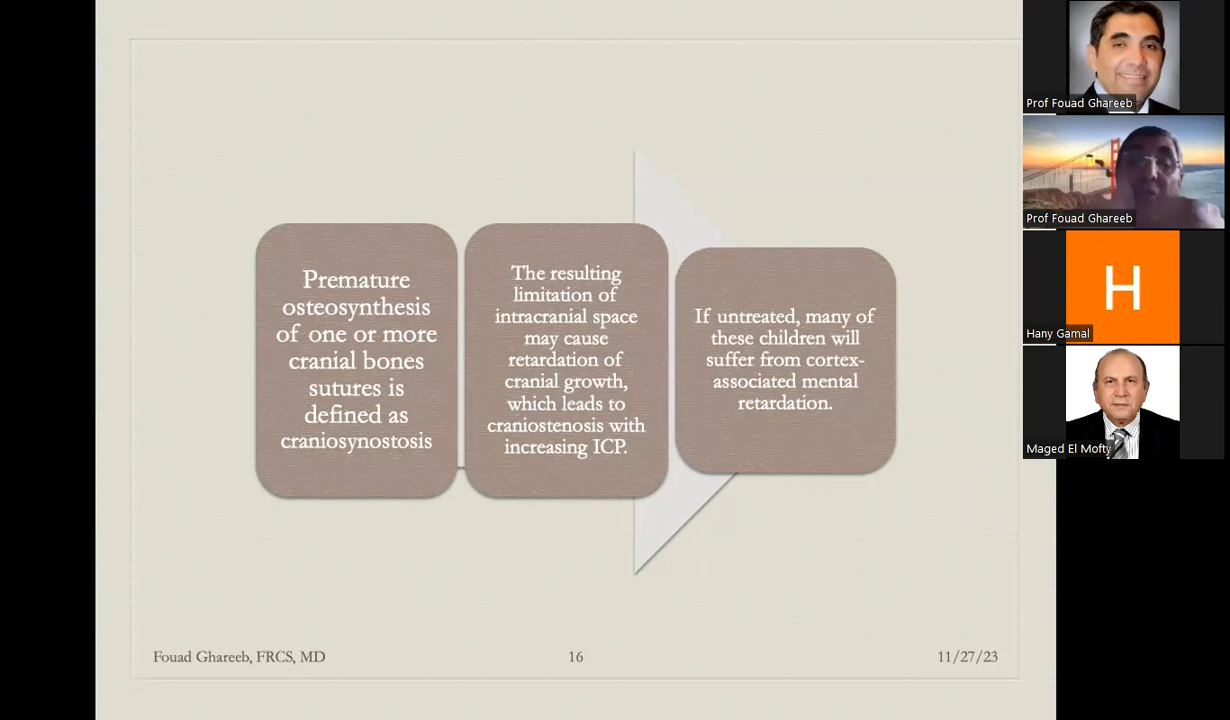 Premature
osteosynthesis
of one or more
cranial bones
sutures is
defined as
craniosynostosis
The resulting
limitation of
intracranial space
may cause
retardation of
cranial growth,
which leads to
craniostenosis with
increasing ICP.
If untreated, many of
these children will
suffer from cortex-
associated mental
retardation.
Fouad Ghareeb, FRCS, MD
16
11/27/23
Prof Fouad Ghareeb
Prof Fouad Ghareeb
H
Hany Gamal
Maged El Mofty